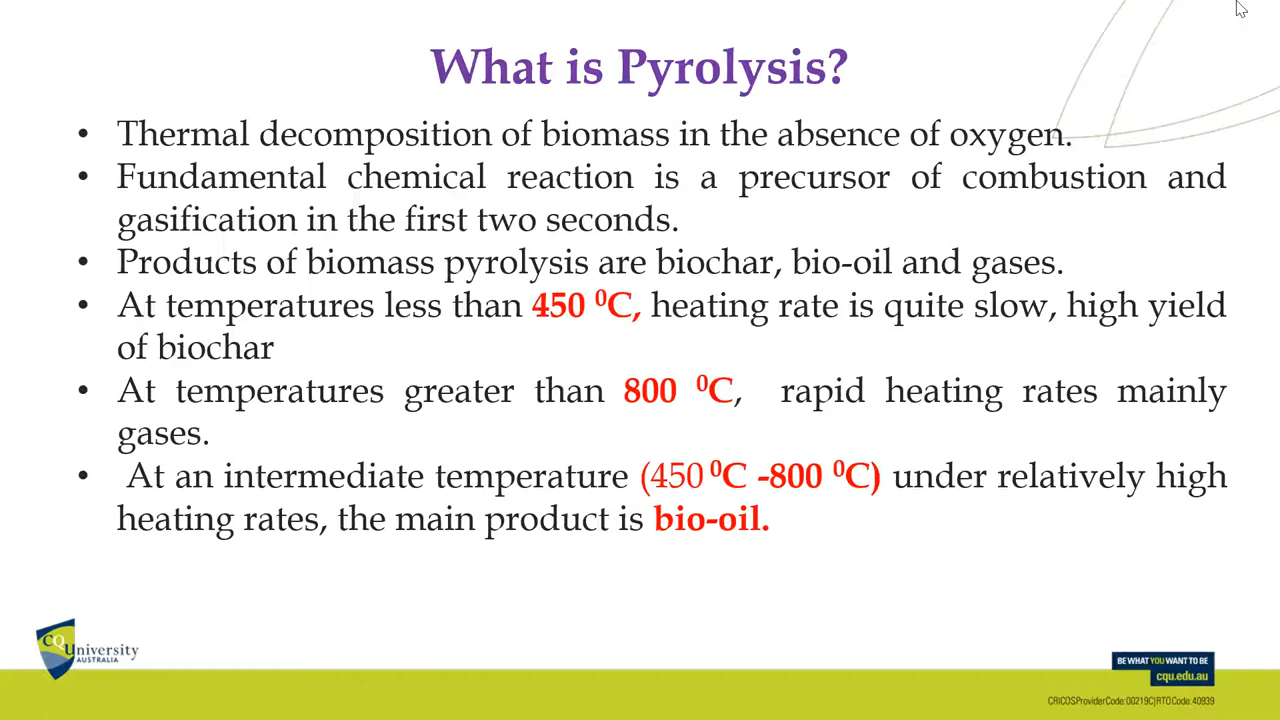 What is Pyrolysis?
• Thermal decomposition of biomass in the absence of oxygen.
• Fundamental chemical reaction is a precursor of combustion and
gasification in the first two seconds.
• Products of biomass pyrolysis are biochar, bio-oil and gases.
• At temperatures less than 450 ⁰C, heating rate is quite slow, high yield
of biochar
• At temperatures greater than 800 ⁰C, rapid heating rates mainly
gases.
• At an intermediate temperature (450 ⁰C -800 ⁰C) under relatively high
heating rates, the main product is bio-oil.
CQUniversity
AUSTRALIA
BE WHAT YOU WANT TO BE
cqu.edu.au
CRICOS Provider Code: 00219C | RTO Code: 40939